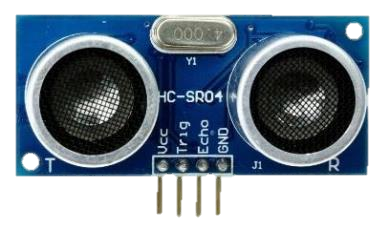 4.000
Y1
HC-SR04
Vcc
Trig
Echo
GND
J1
T
R